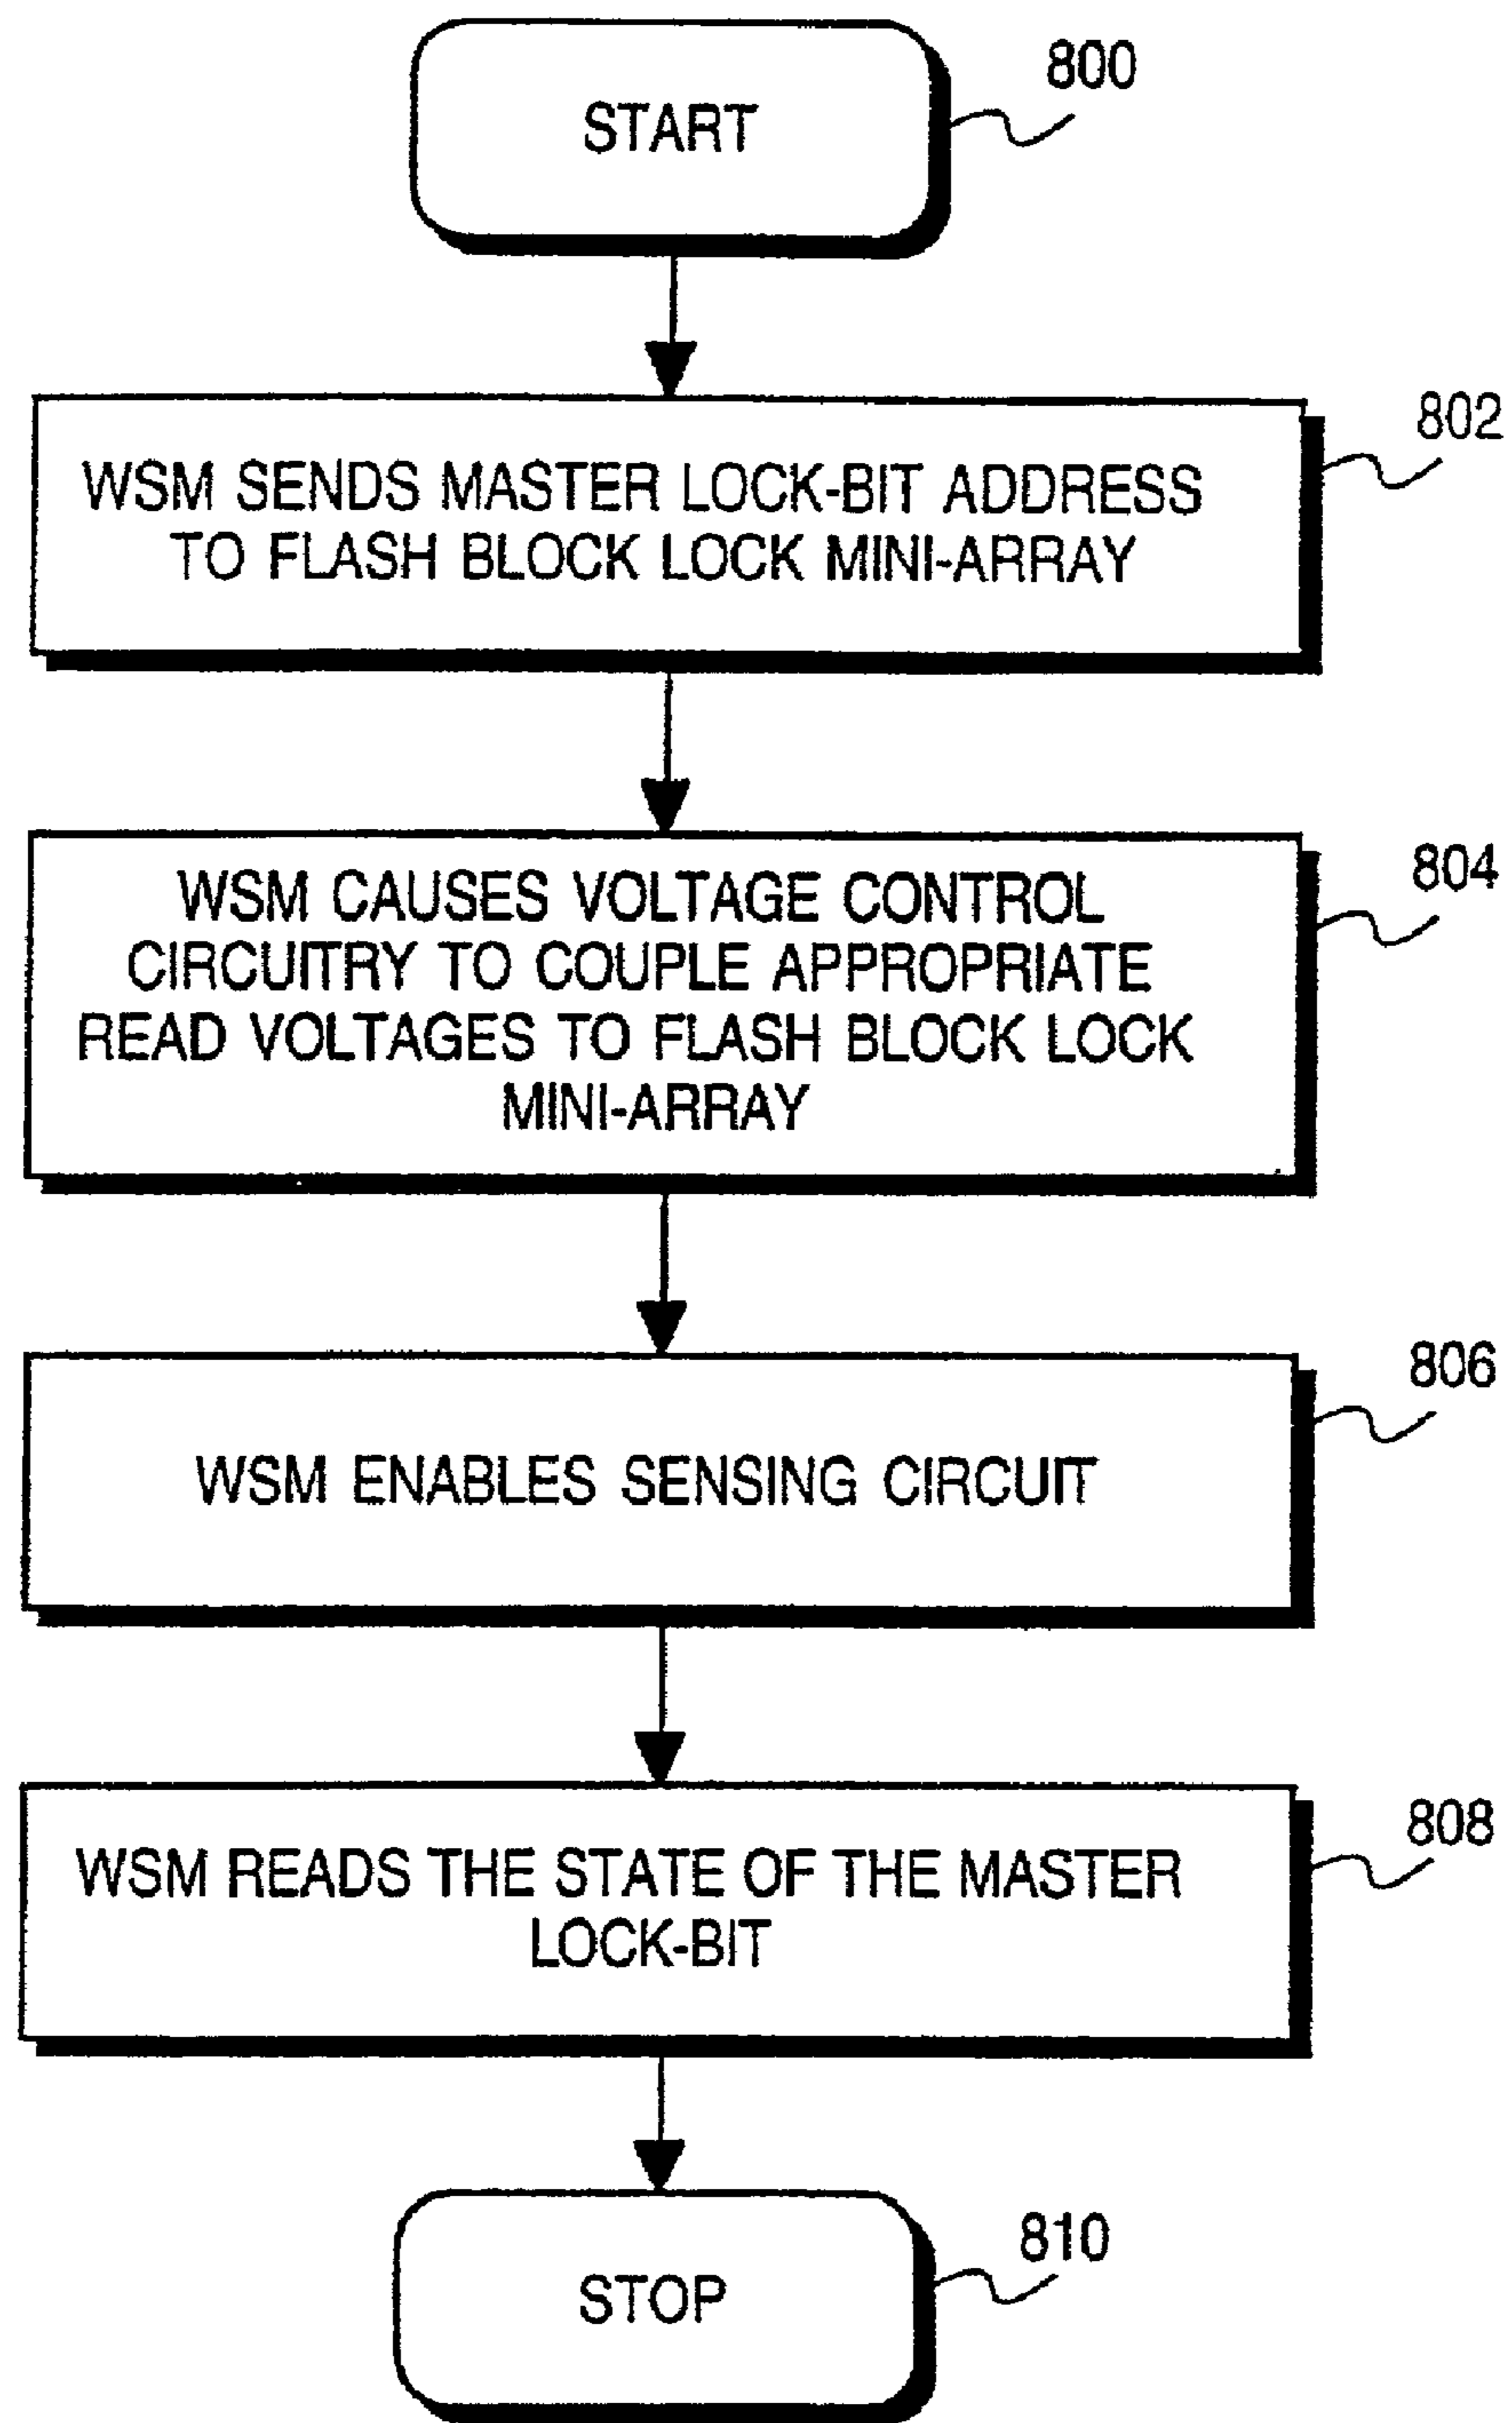 START
800
WSM SENDS MASTER LOCK-BIT ADDRESS
TO FLASH BLOCK LOCK MINI-ARRAY
802
WSM CAUSES VOLTAGE CONTROL
CIRCUITRY TO COUPLE APPROPRIATE
READ VOLTAGES TO FLASH BLOCK LOCK
MINI-ARRAY
804
WSM ENABLES SENSING CIRCUIT
806
WSM READS THE STATE OF THE MASTER
LOCK-BIT
808
STOP
810